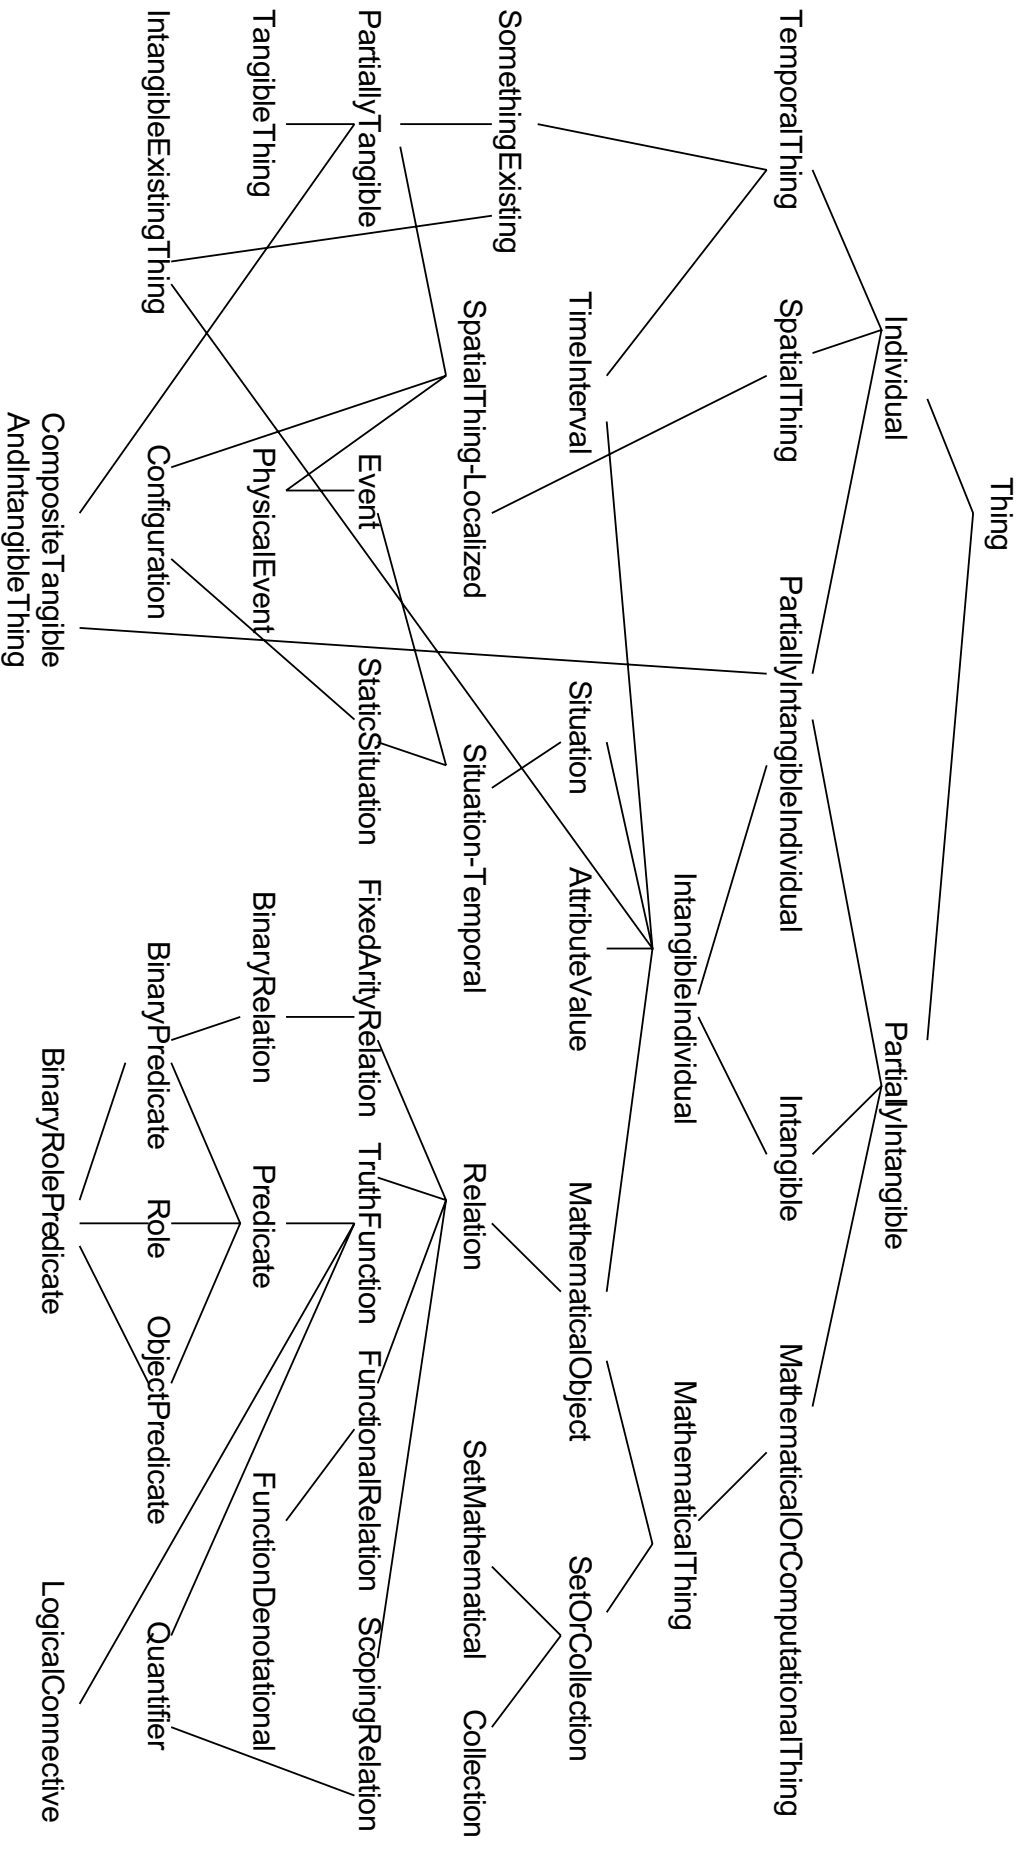 Thing
Individual
PartiallyIntangible
TemporalThing
SpatialThing
PartiallyIntangibleIndividual
Intangible
MathematicalOrComputationalThing
IntangibleIndividual
MathematicalThing
TimeInterval
Situation
AttributeValue
MathematicalObject
SetOrCollection
SomethingExisting
SpatialThing-Localized
Situation-Temporal
Relation
SetMathematical
Collection
PartiallyTangible
Event
StaticSituation
FixedArityRelation
TruthFunction
FunctionalRelation
ScopingRelation
TangibleThing
PhysicalEvent
BinaryRelation
Predicate
FunctionDenotational
IntangibleExistingThing
Configuration
BinaryPredicate
Role
ObjectPredicate
Quantifier
CompositeTangible
AndIntangibleThing
BinaryRolePredicate
LogicalConnective